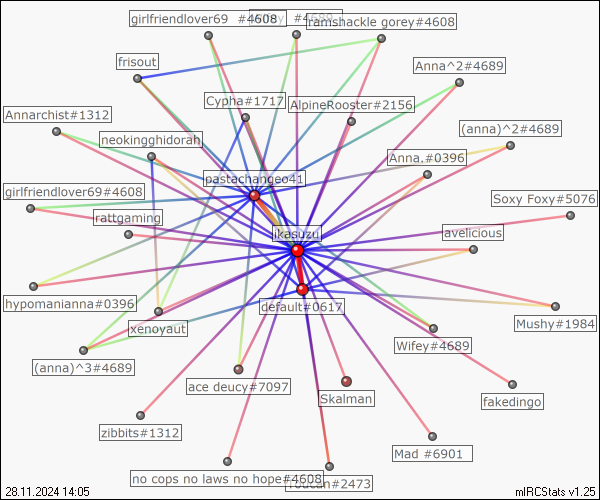 girlfriendlover69 #4608
#4689
ramshackle gorey#4608
frisout
Anna^2#4689
Cypha#1717
AlpineRooster#2156
Annarchist#1312
neokingghidorah
(anna)^2#4689
Anna.#0396
pastachangeo41
girlfriendlover69#4608
Soxy Foxy#5076
rattgaming
ikasuzu
avelicious
hypomanianna#0396
default#0617
Mushy#1984
xenoyaut
Wifey#4689
(anna)^3#4689
ace deucy#7097
Skalman
fakedingo
zibbits#1312
Mad #6901
no cops no laws no hope#4608
Toucan#2473
28.11.2024 14:05
mIRCStats v1.25